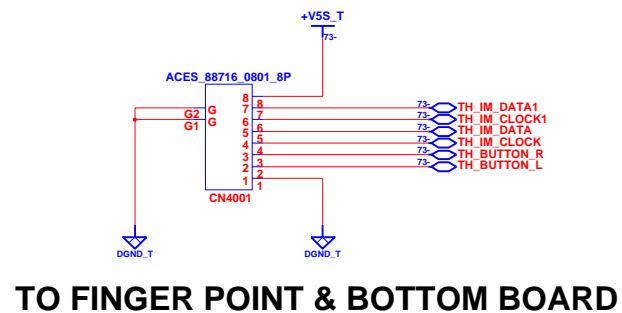 +V5S_T
73-
ACES_88716_0801_8P
8
8
73-
TH_IM_DATA1
G
7
7
73-
TH_IM_CLOCK1
G2
G
6
6
73-
TH_IM_DATA
G1
5
5
73-
TH_IM_CLOCK
4
4
73-
TH_BUTTON_R
3
3
73-
TH_BUTTON_L
2
2
1
1
CN4001
DGND_T
DGND_T
TO FINGER POINT & BOTTOM BOARD